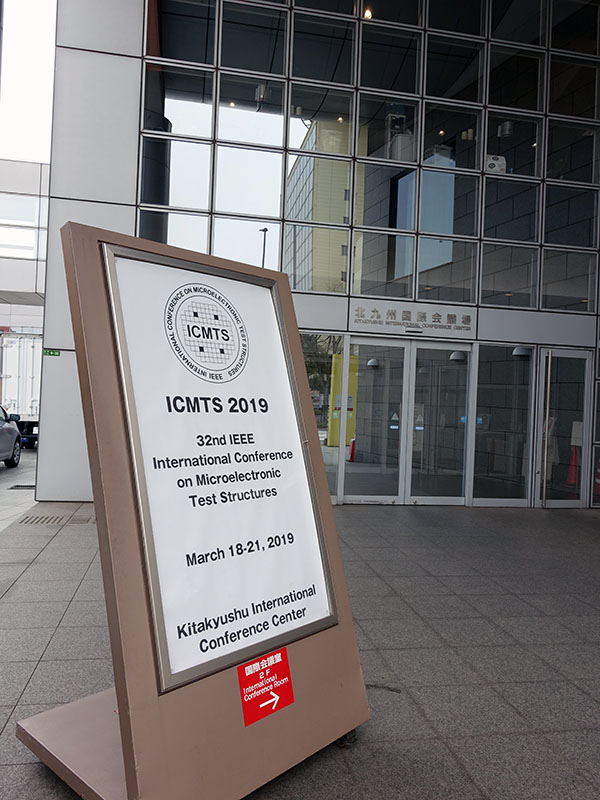 INTERNATIONAL CONFERENCE ON MICROELECTRONIC TEST STRUCTURES
IEEE
ICMTS
ICMTS 2019
32nd IEEE
International Conference
on Microelectronic
Test Structures
March 18-21, 2019
Kitakyushu International
Conference Center
国際会議室
2F
International
Conference Room
北九州国際会議場
KITAKYUSHU INTERNATIONAL CONFERENCE CENTER